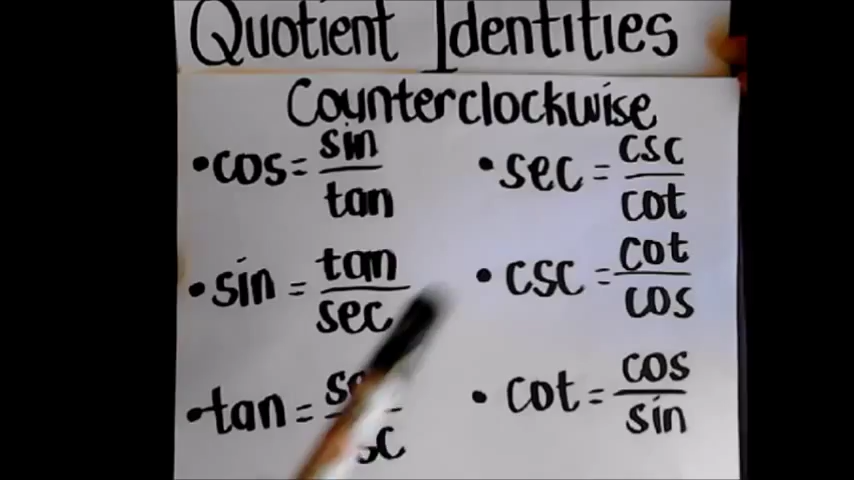 Quotient Identities
Counterclockwise
• cos = sin/tan
• sin = tan/sec
• tan =
• sec = csc/cot
• csc = cot/cos
• cot = cos/sin